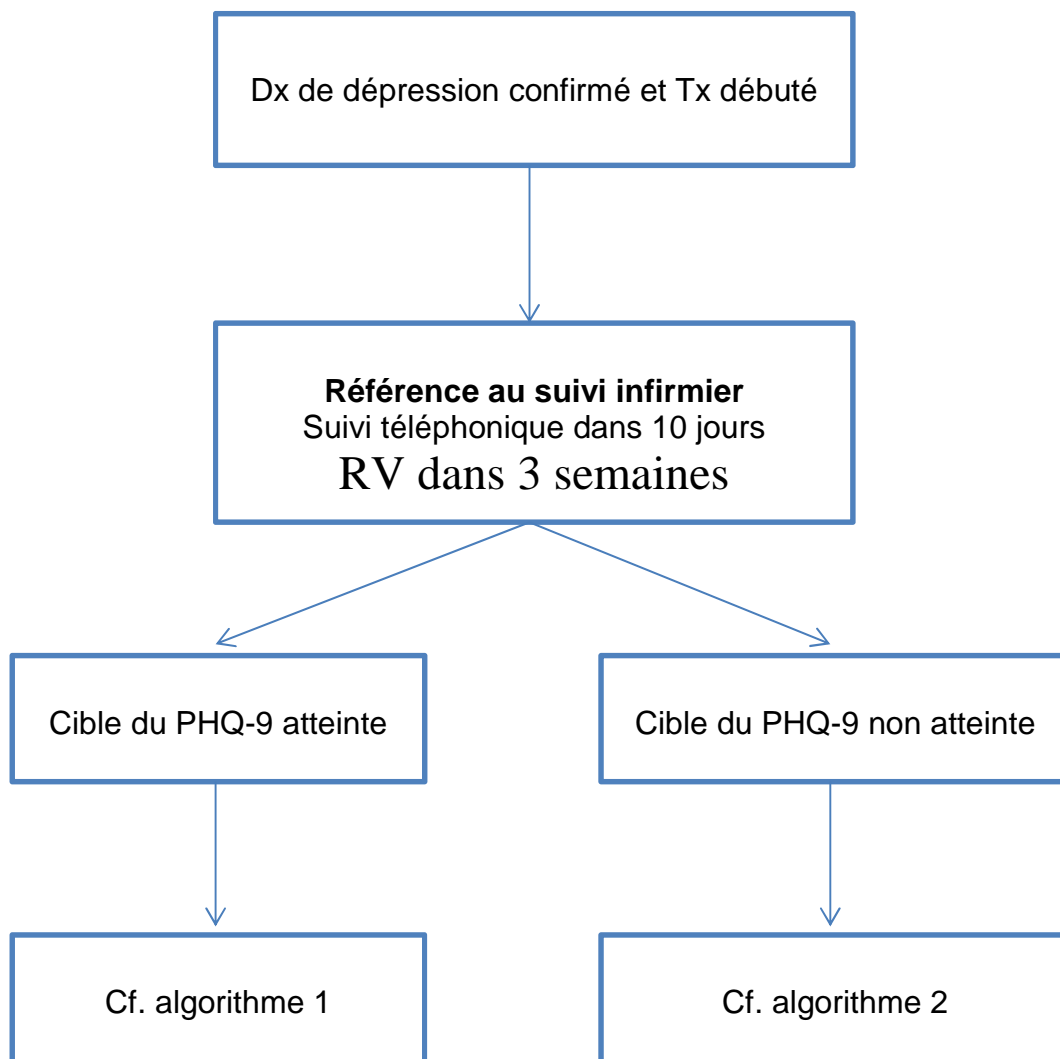 Dx de dépression confirmé et Tx débuté
Référence au suivi infirmier
Suivi téléphonique dans 10 jours
RV dans 3 semaines
Cible du PHQ-9 atteinte
Cible du PHQ-9 non atteinte
Cf. algorithme 1
Cf. algorithme 2